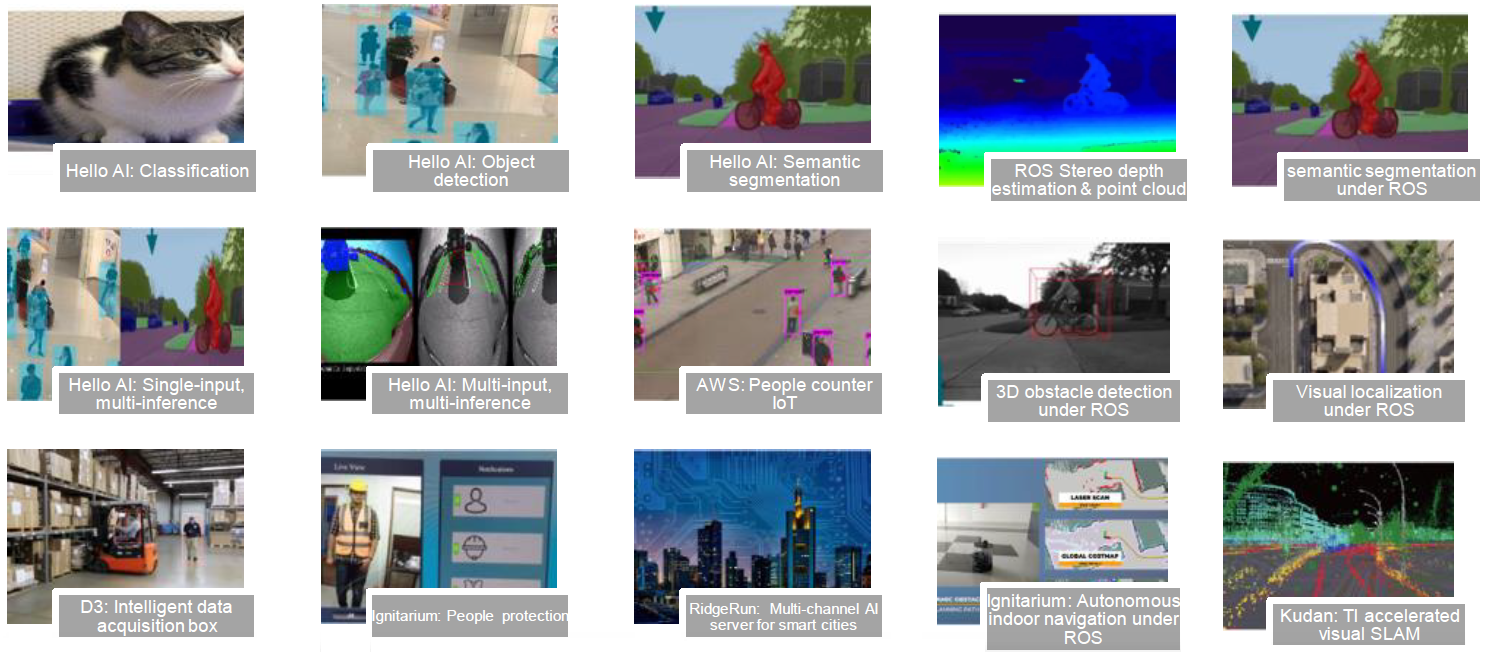 Hello AI: Classification
Hello AI: Object
detection
Hello AI: Semantic
segmentation
ROS Stereo depth
estimation & point cloud
semantic segmentation
under ROS
Hello AI: Single-input,
multi-inference
Hello AI: Multi-input,
multi-inference
AWS: People counter
IoT
3D obstacle detection
under ROS
Visual localization
under ROS
Live View
Notifications
LASER SCAN
GLOBAL COSTMAP
D3: Intelligent data
acquisition box
Ignitarium: People protection
RidgeRun: Multi-channel AI
server for smart cities
Ignitarium: Autonomous
indoor navigation under
ROS
Kudan: TI accelerated
visual SLAM